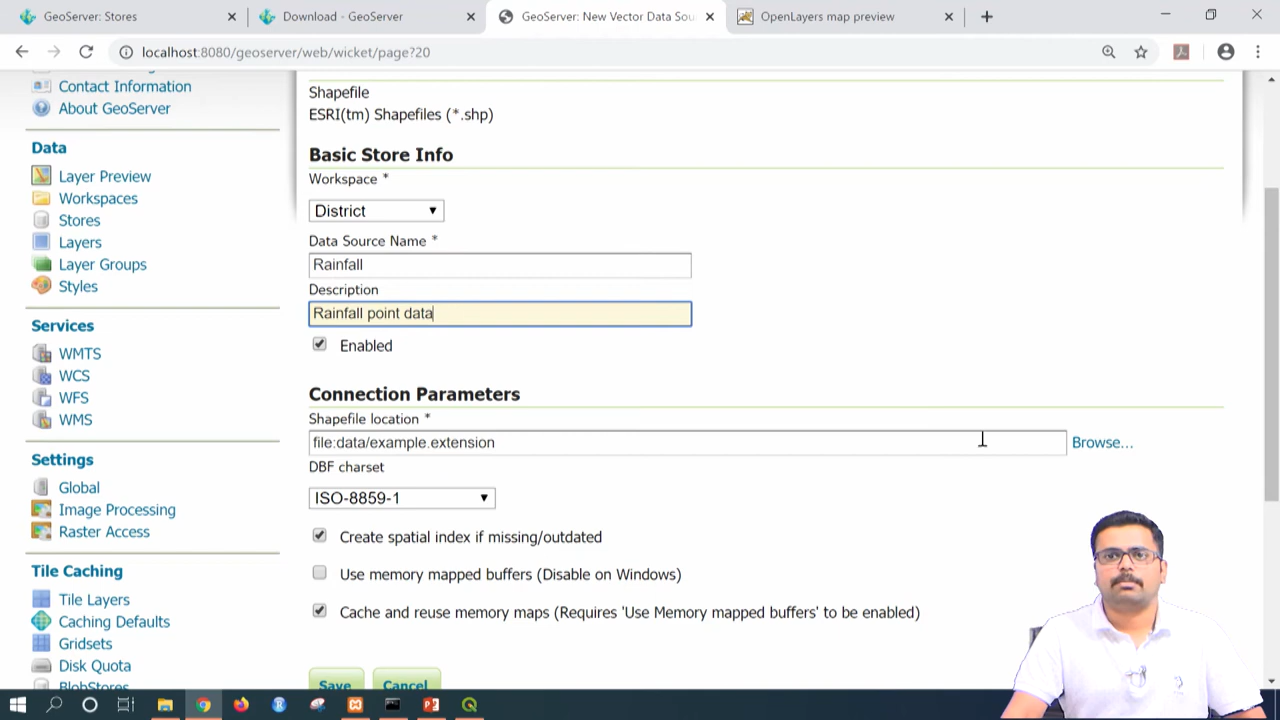 GeoServer: Stores
Download - GeoServer
GeoServer: New Vector Data Sou
OpenLayers map preview
localhost:8080/geoserver/web/wicket/page?20
Contact Information
About GeoServer
Data
Layer Preview
Workspaces
Stores
Layers
Layer Groups
Styles
Services
WMTS
WCS
WFS
WMS
Settings
Global
Image Processing
Raster Access
Tile Caching
Tile Layers
Caching Defaults
Gridsets
Disk Quota
BlobStores
Shapefile
ESRI(tm) Shapefiles (*.shp)
Basic Store Info
Workspace *
District
Data Source Name *
Rainfall
Description
Rainfall point data
Enabled
Connection Parameters
Shapefile location *
file:data/example.extension
Browse...
DBF charset
ISO-8859-1
Create spatial index if missing/outdated
Use memory mapped buffers (Disable on Windows)
Cache and reuse memory maps (Requires 'Use Memory mapped buffers' to be enabled)
Save
Cancel